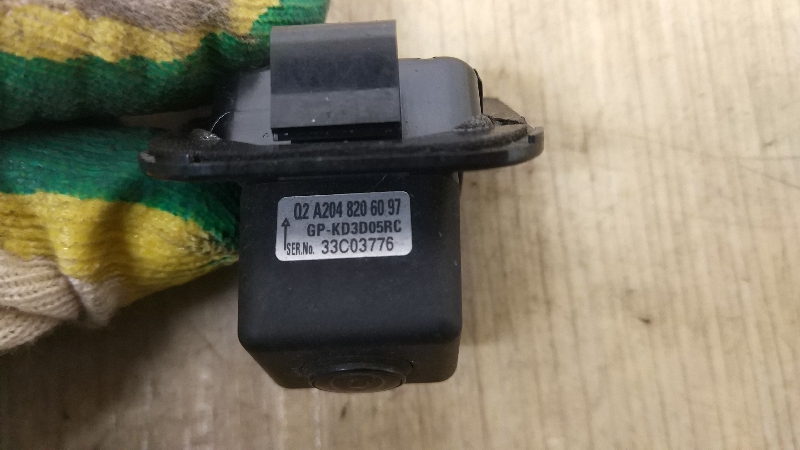 Q2 A204 820 60 97
GP-KD3D05RC
SER.No. 33C03776